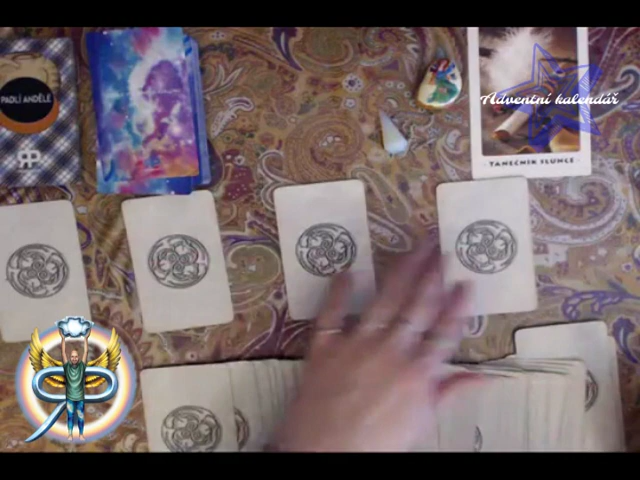 PADLÍ ANDĚLÉ
Adventní kalendář
· TANEČNÍK SLUNCE ·